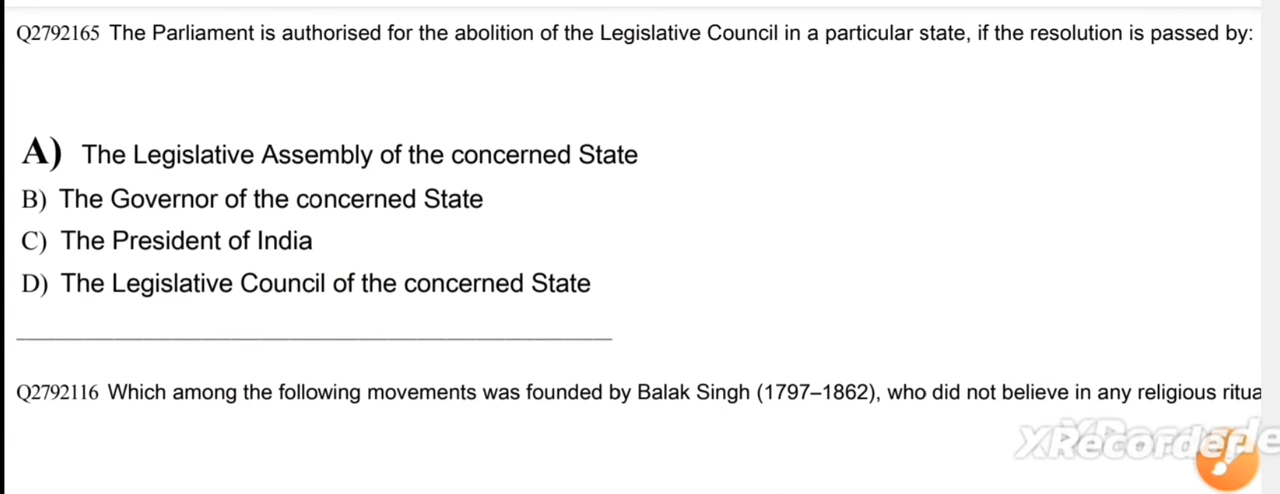 Q2792165 The Parliament is authorised for the abolition of the Legislative Council in a particular state, if the resolution is passed by:
A) The Legislative Assembly of the concerned State
B) The Governor of the concerned State
C) The President of India
D) The Legislative Council of the concerned State
Q2792116 Which among the following movements was founded by Balak Singh (1797–1862), who did not believe in any religious ritua
XRecorder